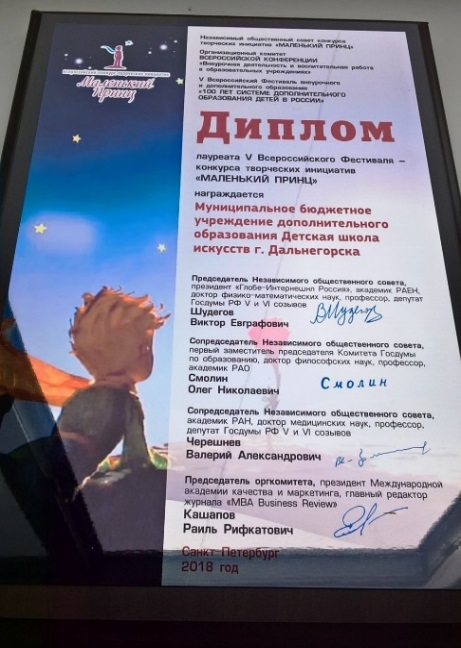 Маленький
принц
Независимый общественный совет конкурса
творческих инициатив «МАЛЕНЬКИЙ ПРИНЦ»
Организационный комитет
ВСЕРОССИЙСКОЙ КОНФЕРЕНЦИИ
«Внеурочная деятельность и воспитательная работа
в образовательных учреждениях»
V Всероссийский Фестиваль внеурочного
и дополнительного образования
«100 ЛЕТ СИСТЕМЕ ДОПОЛНИТЕЛЬНОГО
ОБРАЗОВАНИЯ ДЕТЕЙ В РОССИИ»
Диплом
лауреата V Всероссийского Фестиваля –
конкурса творческих инициатив
«МАЛЕНЬКИЙ ПРИНЦ»
награждается
Муниципальное бюджетное
учреждение дополнительного
образования Детская школа
искусств г. Дальнегорска
Председатель Независимого общественного совета,
президент «Глобе-Интернешнл Россия», академик РАЕН,
доктор физико-математических наук, профессор, депутат
Госдумы РФ V и VI созывов
Шудегов
Виктор Евграфович
ВШудегов
Сопредседатель Независимого общественного совета,
первый заместитель председателя Комитета Госдумы
по образованию, доктор философских наук, профессор,
академик РАО
Смолин
Олег Николаевич
Смолин
Сопредседатель Независимого общественного совета,
академик РАН, доктор медицинских наук, профессор,
депутат Госдумы РФ V и VI созывов
Черешнев
Валерий Александрович
Председатель оргкомитета, президент Международной
академии качества и маркетинга, главный редактор
журнала «MBA Business Review»
Кашапов
Раиль Рифкатович
Санкт Петербург
2018 год